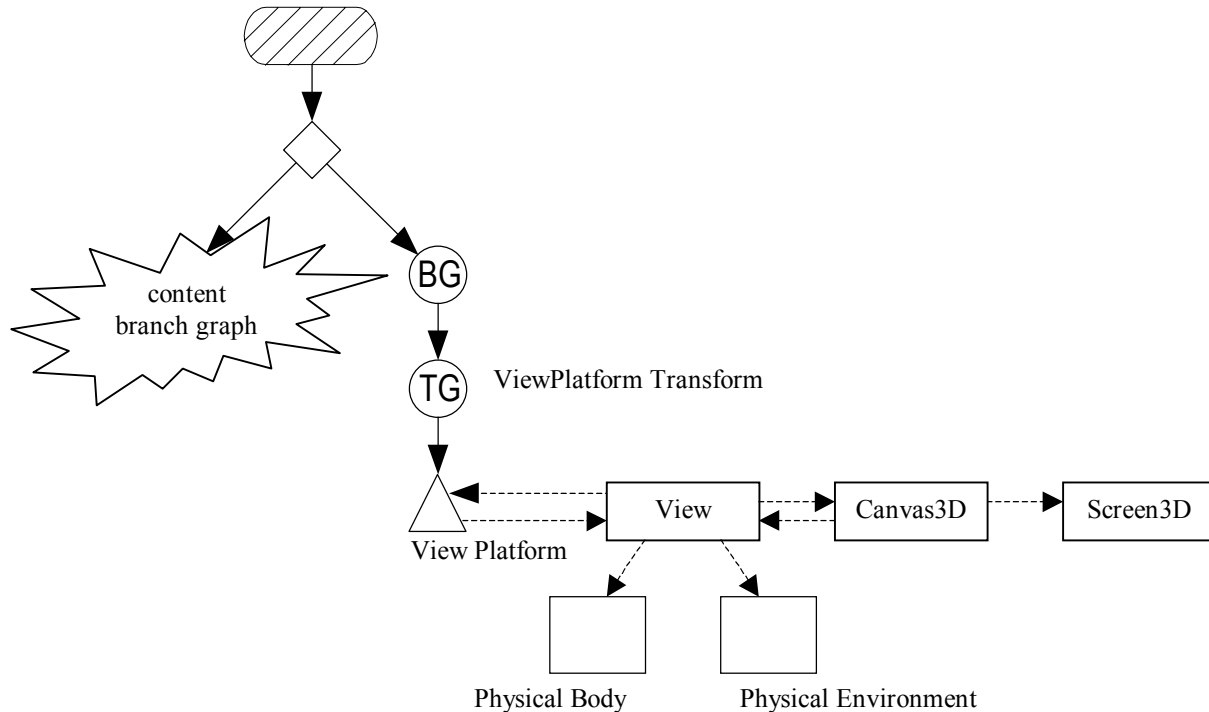 content
branch graph
BG
TG
ViewPlatform Transform
View
Canvas3D
Screen3D
View Platform
Physical Body
Physical Environment